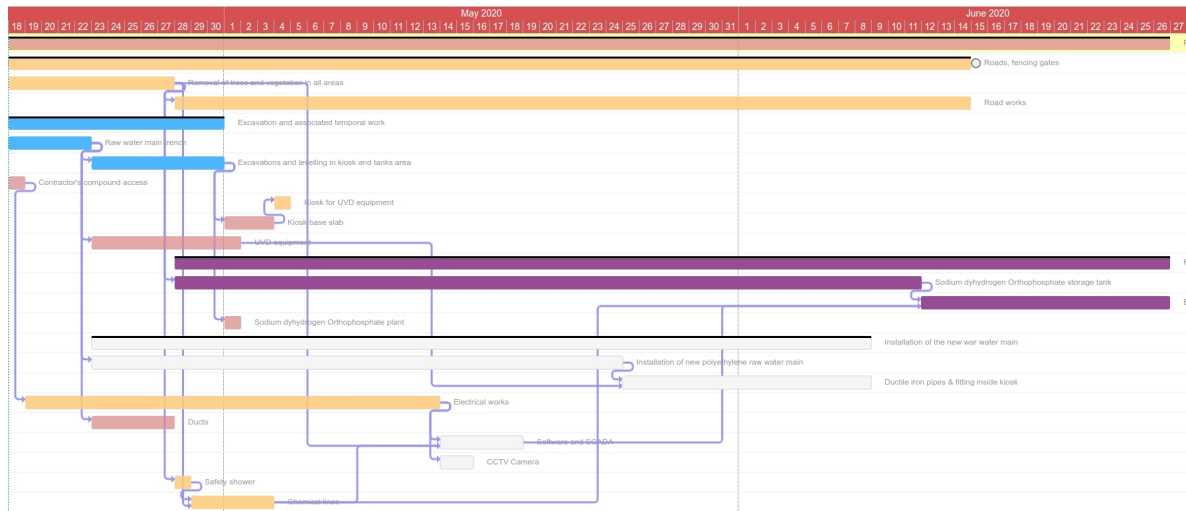 May 2020 June 2020
18 19 20 21 22 23 24 25 26 27 28 29 30 1 2 3 4 5 6 7 8 9 10 11 12 13 14 15 16 17 18 19 20 21 22 23 24 25 26 27 28 29 30 31 1 2 3 4 5 6 7 8 9 10 11 12 13 14 15 16 17 18 19 20 21 22 23 24 25 26 27
Roads, fencing gates
Removal of trees and vegetation in all areas
Road works
Excavation and associated temporal work
Raw water main trench
Excavations and levelling in kiosk and tanks area
Contractor's compound access
Kiosk for UVD equipment
Kiosk base slab
UVD equipment
Sodium dyhydrogen Orthophosphate storage tank
Sodium dyhydrogen Orthophosphate plant
Installation of the new war water main
Installation of new polyethylene raw water main
Ductile iron pipes & fitting inside kiosk
Electrical works
Ducts
Software and SCADA
CCTV Camera
Safety shower
Chemical lines